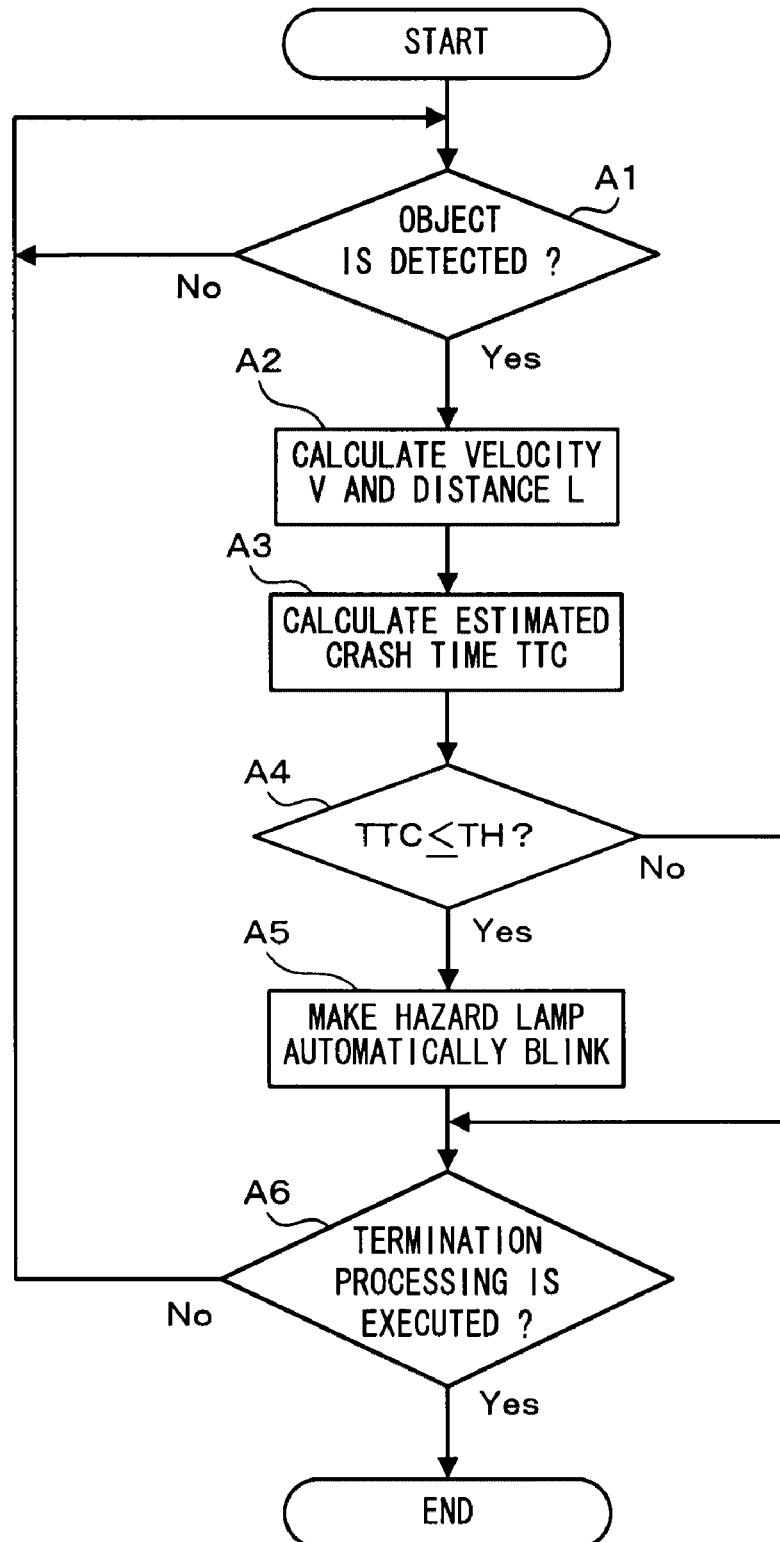 START
A1
OBJECT
IS DETECTED ?
No
Yes
A2
CALCULATE VELOCITY
V AND DISTANCE L
A3
CALCULATE ESTIMATED
CRASH TIME TTC
A4
TTC≤TH?
No
Yes
A5
MAKE HAZARD LAMP
AUTOMATICALLY BLINK
A6
TERMINATION
PROCESSING IS
EXECUTED ?
No
Yes
END